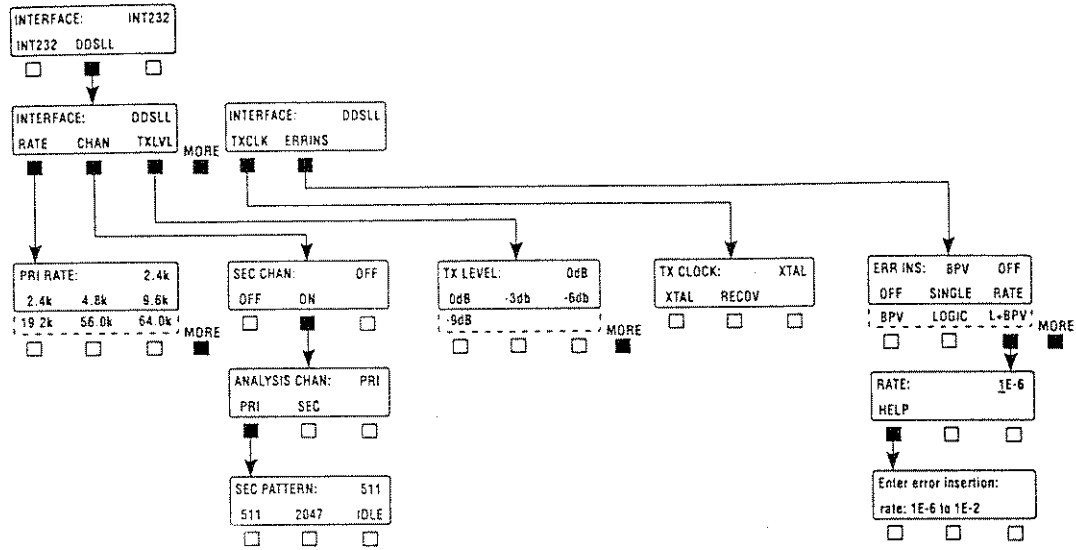 INTERFACE: INT232
INT232 DDSLL
INTERFACE: DDSLL
RATE CHAN TXLVL
MORE
INTERFACE: DDSLL
TXCLK ERRINS
PRI RATE: 2.4k
2.4k 4.8k 9.6k
19.2k 56.0k 64.0k
MORE
SEC CHAN: OFF
OFF ON
ANALYSIS CHAN: PRI
PRI SEC
SEC PATTERN: 511
511 2047 IDLE
TX LEVEL: 0dB
0dB -3db -6db
-9dB
MORE
TX CLOCK: XTAL
XTAL RECOV
ERR INS: BPV OFF
OFF SINGLE RATE
BPV LOGIC L+BPV
MORE
RATE: 1E-6
HELP
Enter error insertion:
rate: 1E-6 to 1E-2